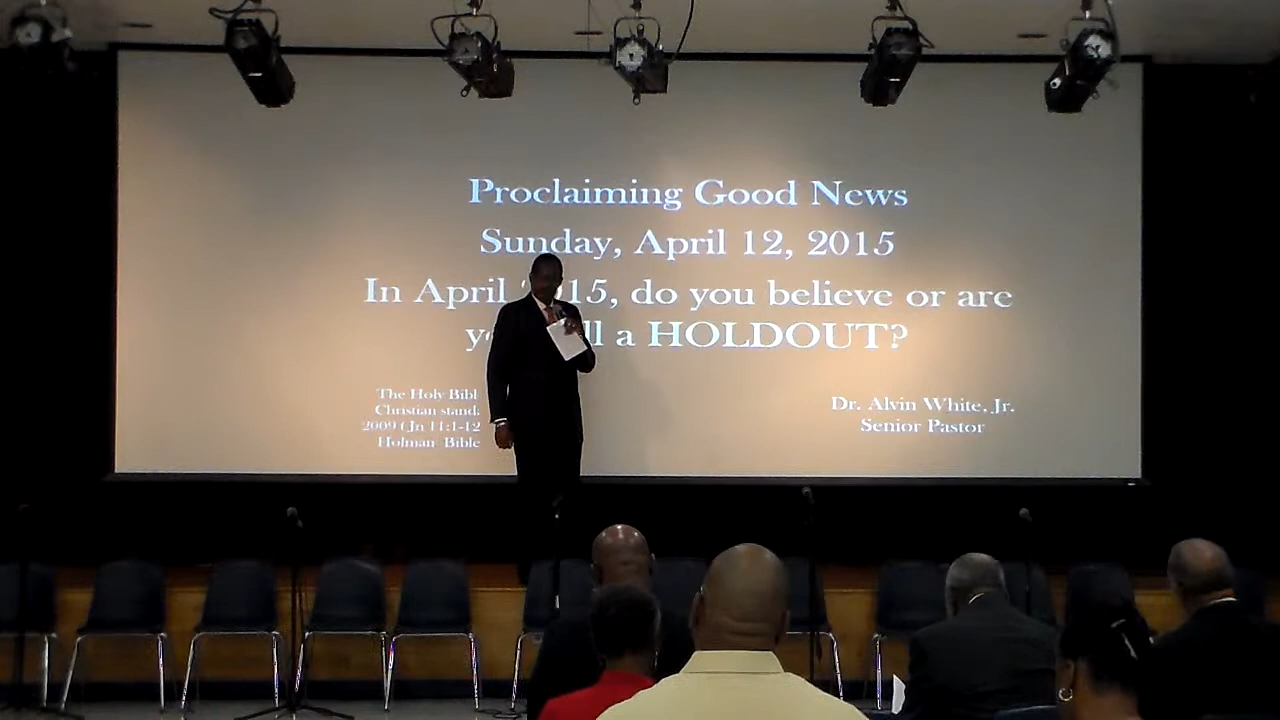 Proclaiming Good News
Sunday, April 12, 2015
In April 15, do you believe or are
a HOLDOUT?
The Holy Bibl
Christian stand.
2009 (Jn 11:1-12
Holman Bible
Dr. Alvin White, Jr.
Senior Pastor